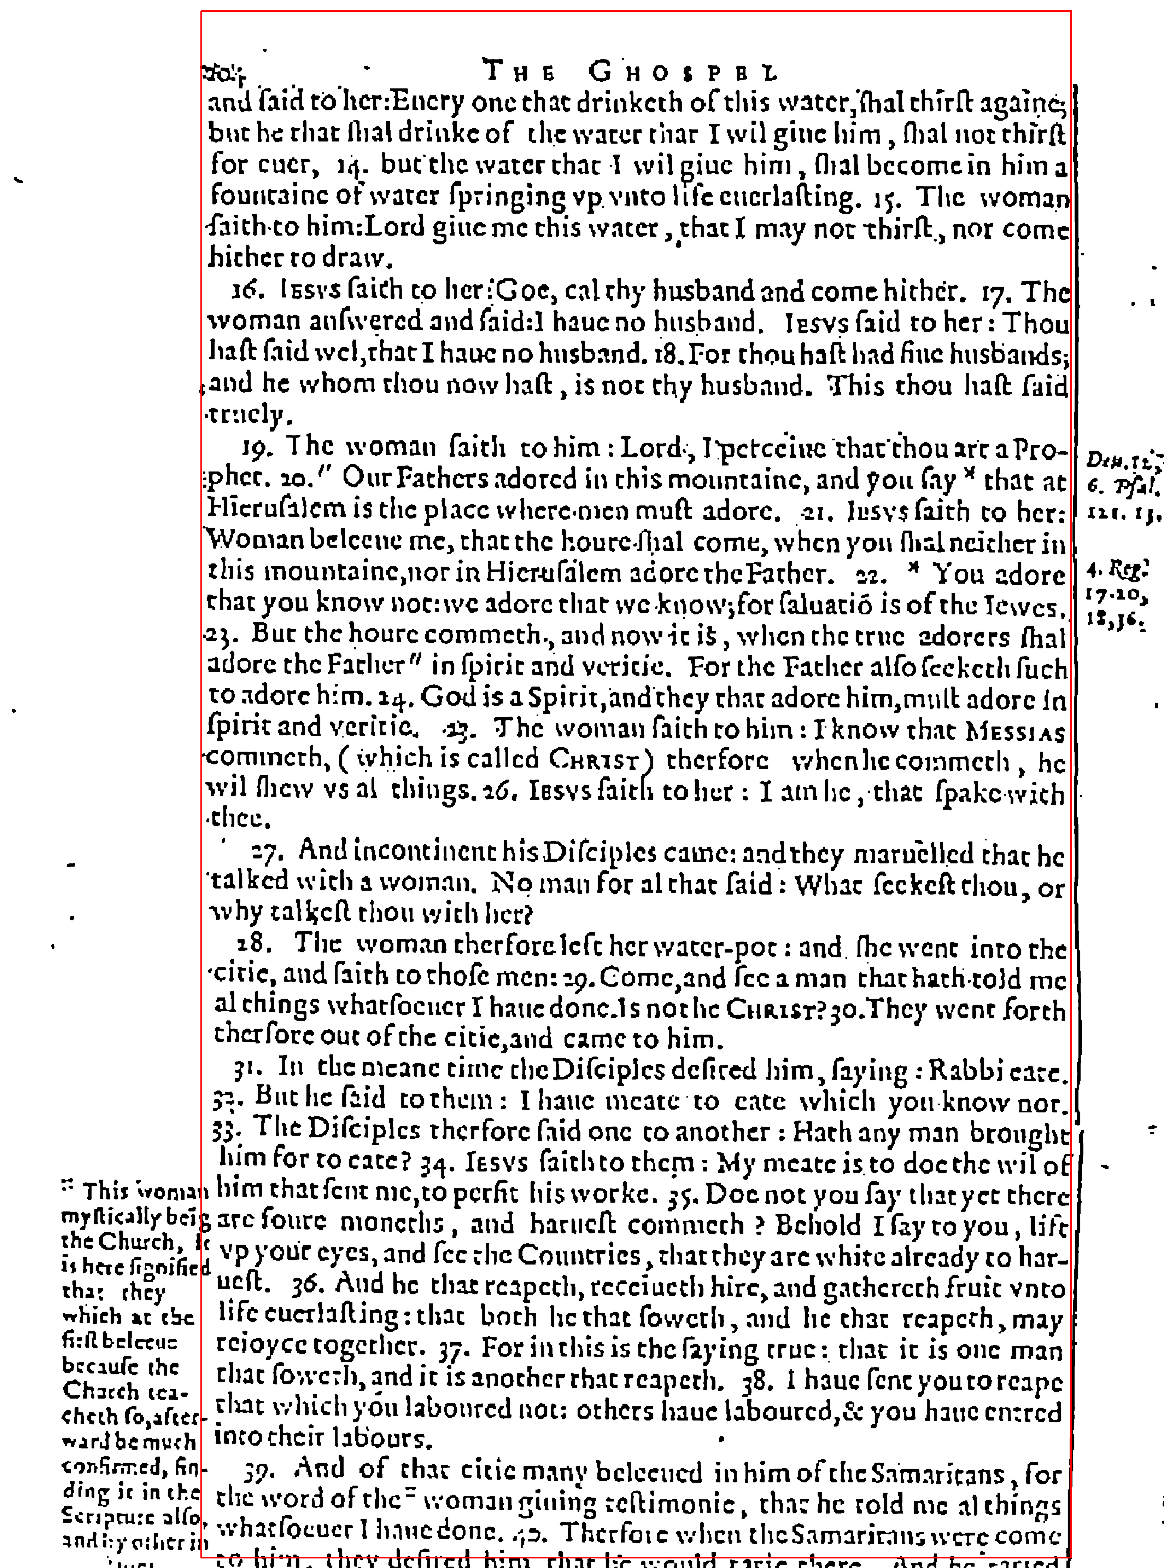 THE GHOSPEL
and ſaid to her: Euery one that drinketh of this water, ſhal thirſt againe;
but he that ſhal drinke of the water that I wil giue him, ſhal not thirſt
for euer, 14. but the water that I wil giue him, ſhal become in him a
fountaine of water ſpringing vp vnto life euerlaſting. 15. The woman
ſaith to him: Lord giue me this water, that I may not thirſt, nor come
hither to draw.
16. IESVS ſaith to her: Goe, cal thy husband and come hither. 17. The
woman anſwered and ſaid: I haue no husband. IESVS ſaid to her: Thou
haſt ſaid wel, that I haue no husband. 18. For thou haſt had fiue husbands;
and he whom thou now haſt, is not thy husband. This thou haſt ſaid
truely.
19. The woman ſaith to him: Lord, I perceiue that thou art a Pro-
phet. 20. " Our Fathers adored in this mountaine, and you ſay * that at
Hieruſalem is the place where men muſt adore. 21. IESVS ſaith to her:
Woman beleeue me, that the houre ſhal come, when you ſhal neither in
this mountaine, nor in Hieruſalem adore the Father. 22. * You adore
that you know not: we adore that we know; for ſaluatiō is of the Iewes.
23. But the houre commeth, and now it is, when the true adorers ſhal
adore the Father " in ſpirit and veritie. For the Father alſo ſeeketh ſuch
to adore him. 24. God is a Spirit, and they that adore him, muſt adore in
ſpirit and veritie. 25. The woman ſaith to him: I know that MESSIAS
commeth, (which is called CHRIST) therfore when he commeth, he
wil ſhew vs al things. 26. IESVS ſaith to her: I am he, that ſpake with
thee.
27. And incontinent his Diſciples came: and they maruelled that he
talked with a woman. No man for al that ſaid: What ſeekeſt thou, or
why talkeſt thou with her?
28. The woman therfore left her water-pot: and ſhe went into the
citie, and ſaith to thoſe men: 29. Come, and ſee a man that hath told me
al things whatſoeuer I haue done. Is not he CHRIST? 30. They went forth
therfore out of the citie, and came to him.
31. In the meane time the Diſciples deſired him, ſaying: Rabbi eate.
32. But he ſaid to them: I haue meate to eate which you know not.
33. The Diſciples therfore ſaid one to another: Hath any man brought
him for to eate? 34. IESVS ſaith to them: My meate is to doe the wil of
him that ſent me, to perfit his worke. 35. Doe not you ſay that yet there
are foure moneths, and harueſt commeth? Behold I ſay to you, lift
vp your eyes, and ſee the Countries, that they are white already to har-
ueſt. 36. And he that reapeth, receiueth hire, and gathereth fruit vnto
life euerlaſting: that both he that ſoweth, and he that reapeth, may
reioyce together. 37. For in this is the ſaying true: that it is one man
that ſoweth, and it is another that reapeth. 38. I haue ſent you to reape
that which you laboured not: others haue laboured, & you haue entred
into their labours.
39. And of that citie many beleeued in him of the Samaritans, for
the word of the :: woman giuing teſtimonie, that he told me al things
whatſoeuer I haue done. 40. Therfore when the Samaritans were come
to him, they deſired him that he would tarie there. And he taried
Deu. 12,
6. Pſal.
121. 13.
4. Reg.
17. 20,
18, 36.
:: This woman
myſtically beīg
the Church,
is here ſignified
that they
which at the
firſt beleeue
becauſe the
Church tea-
cheth ſo, after-
ward be much
confirmed, fin-
ding it in the
Scripture alſo,
and by other in